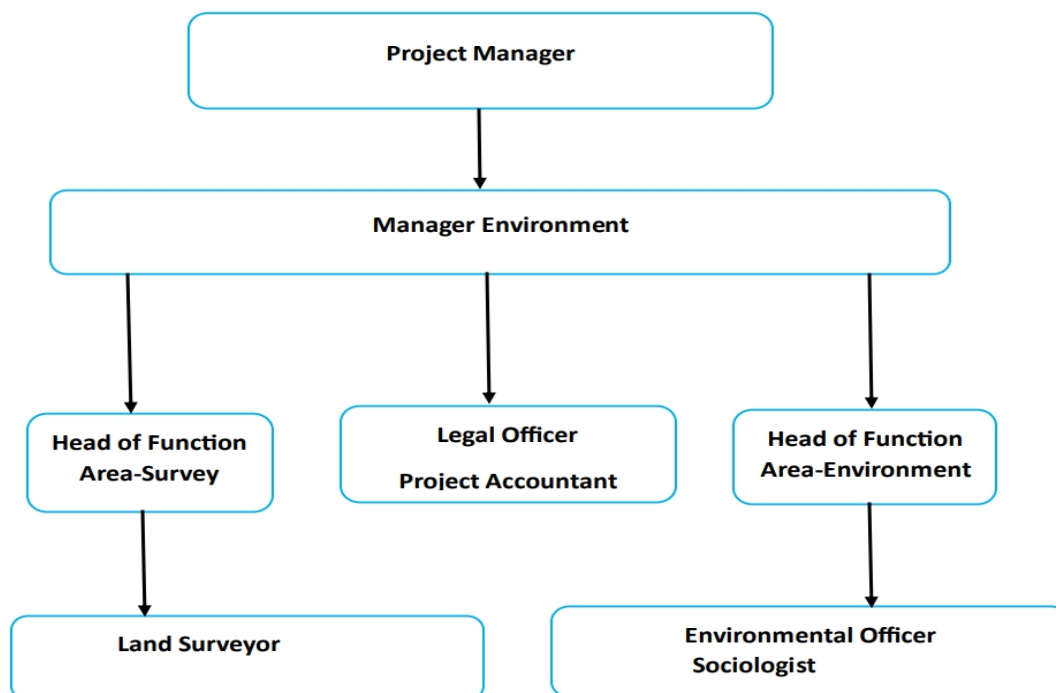 Project Manager
Manager Environment
Head of Function
Area-Survey
Legal Officer
Project Accountant
Head of Function
Area-Environment
Land Surveyor
Environmental Officer
Sociologist